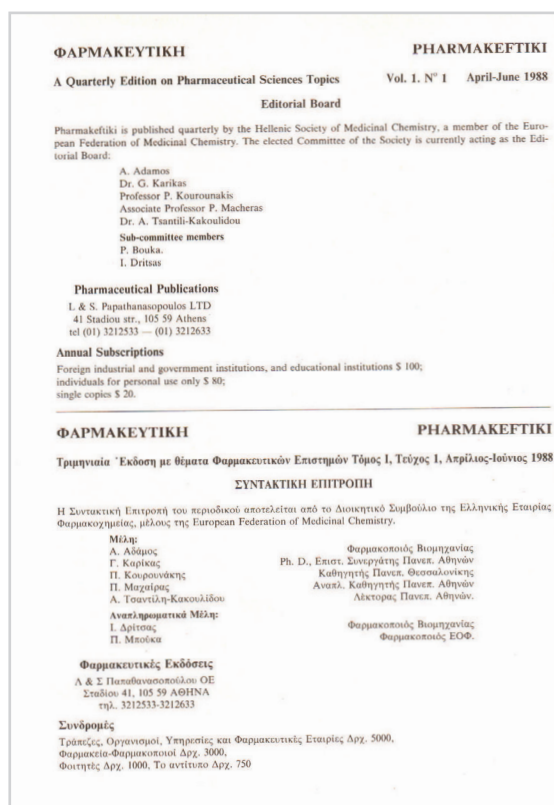 ΦΑΡΜΑΚΕΥΤΙΚΗ PHARMAKEFTIKI
A Quarterly Edition on Pharmaceutical Sciences Topics Vol. 1. N° 1 April-June 1988
Editorial Board
Pharmakeftiki is published quarterly by the Hellenic Society of Medicinal Chemistry, a member of the Euro-
pean Federation of Medicinal Chemistry. The elected Committee of the Society is currently acting as the Edi-
torial Board:
A. Adamos
Dr. G. Karikas
Professor P. Kourounakis
Associate Professor P. Macheras
Dr. A. Tsantili-Kakoulidou
Sub-committee members
P. Bouka.
I. Dritsas
Pharmaceutical Publications
L. & S. Papathanasopoulos LTD
41 Stadiou str., 105 59 Athens
tel (01) 3212533 — (01) 3212633
Annual Subscriptions
Foreign industrial and government institutions, and educational institutions $ 100;
individuals for personal use only $ 80;
single copies $ 20.
ΦΑΡΜΑΚΕΥΤΙΚΗ PHARMAKEFTIKI
Τριμηνιαία Έκδοση με θέματα Φαρμακευτικών Επιστημών Τόμος 1, Τεύχος 1, Απρίλιος-Ιούνιος 1988
ΣΥΝΤΑΚΤΙΚΗ ΕΠΙΤΡΟΠΗ
Η Συντακτική Επιτροπή του περιοδικού αποτελείται από το Διοικητικό Συμβούλιο της Ελληνικής Εταιρίας
Φαρμακοχημείας, μέλους της European Federation of Medicinal Chemistry.
Μέλη:
Α. Αδάμος Φαρμακοποιός Βιομηχανίας
Γ. Καρίκας Ph. D., Επιστ. Συνεργάτης Πανεπ. Αθηνών
Π. Κουρουνάκης Καθηγητής Πανεπ. Θεσσαλονίκης
Π. Μαχαίρας Αναπλ. Καθηγητής Πανεπ. Αθηνών
Α. Τσαντίλη-Κακουλίδου Λέκτορας Πανεπ. Αθηνών.
Αναπληρωματικά Μέλη:
Ι. Δρίτσας Φαρμακοποιός Βιομηχανίας
Π. Μπούκα Φαρμακοποιός ΕΟΦ.
Φαρμακευτικές Εκδόσεις
Λ & Σ Παπαθανασοπούλου ΟΕ
Σταδίου 41, 105 59 ΑΘΗΝΑ
τηλ. 3212533-3212633
Συνδρομές
Τράπεζες, Οργανισμοί, Υπηρεσίες και Φαρμακευτικές Εταιρίες Δρχ. 5000,
Φαρμακεία-Φαρμακοποιοί Δρχ. 3000,
Φοιτητές Δρχ. 1000, Το αντίτυπο Δρχ. 750